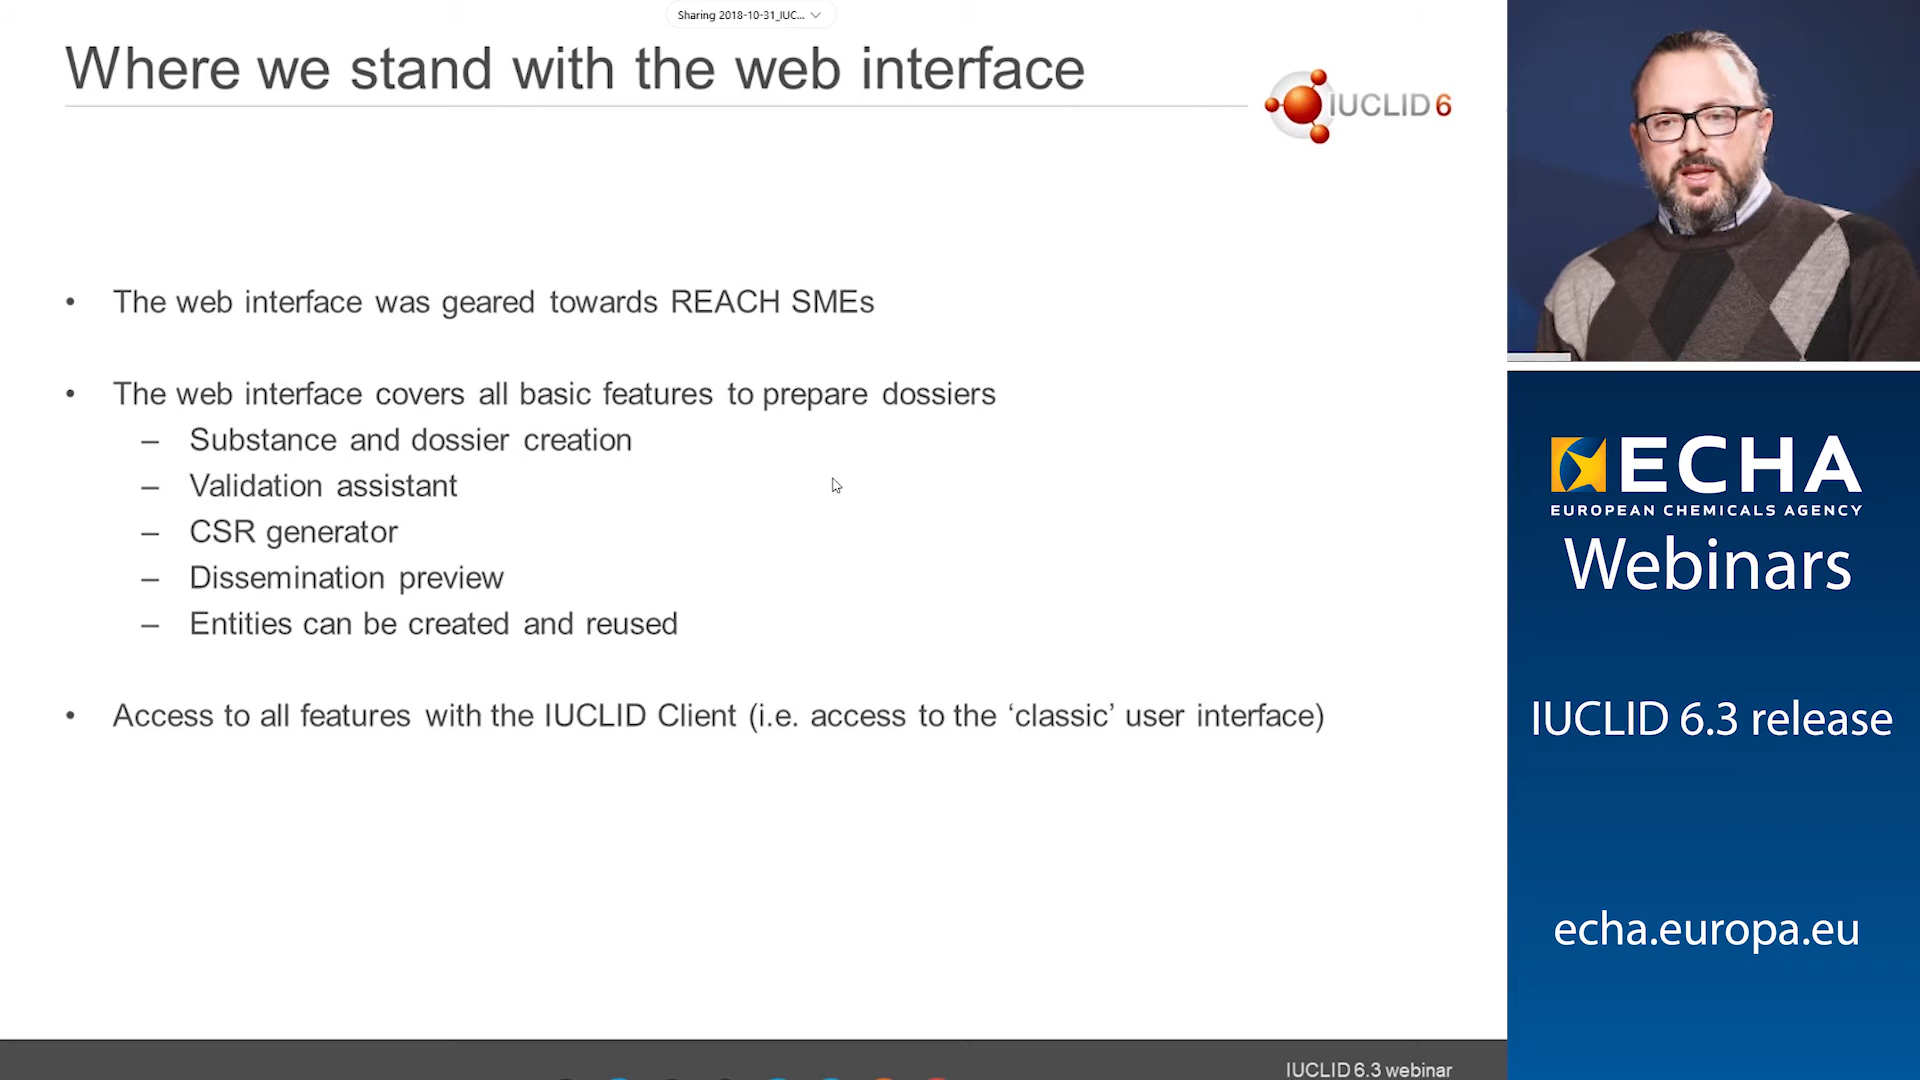 Sharing 2018-10-31_IUC...
Where we stand with the web interface
IUCLID 6
• The web interface was geared towards REACH SMEs
• The web interface covers all basic features to prepare dossiers
– Substance and dossier creation
– Validation assistant
– CSR generator
– Dissemination preview
– Entities can be created and reused
• Access to all features with the IUCLID Client (i.e. access to the ‘classic’ user interface)
IUCLID 6.3 webinar
ECHA
EUROPEAN CHEMICALS AGENCY
Webinars
IUCLID 6.3 release
echa.europa.eu